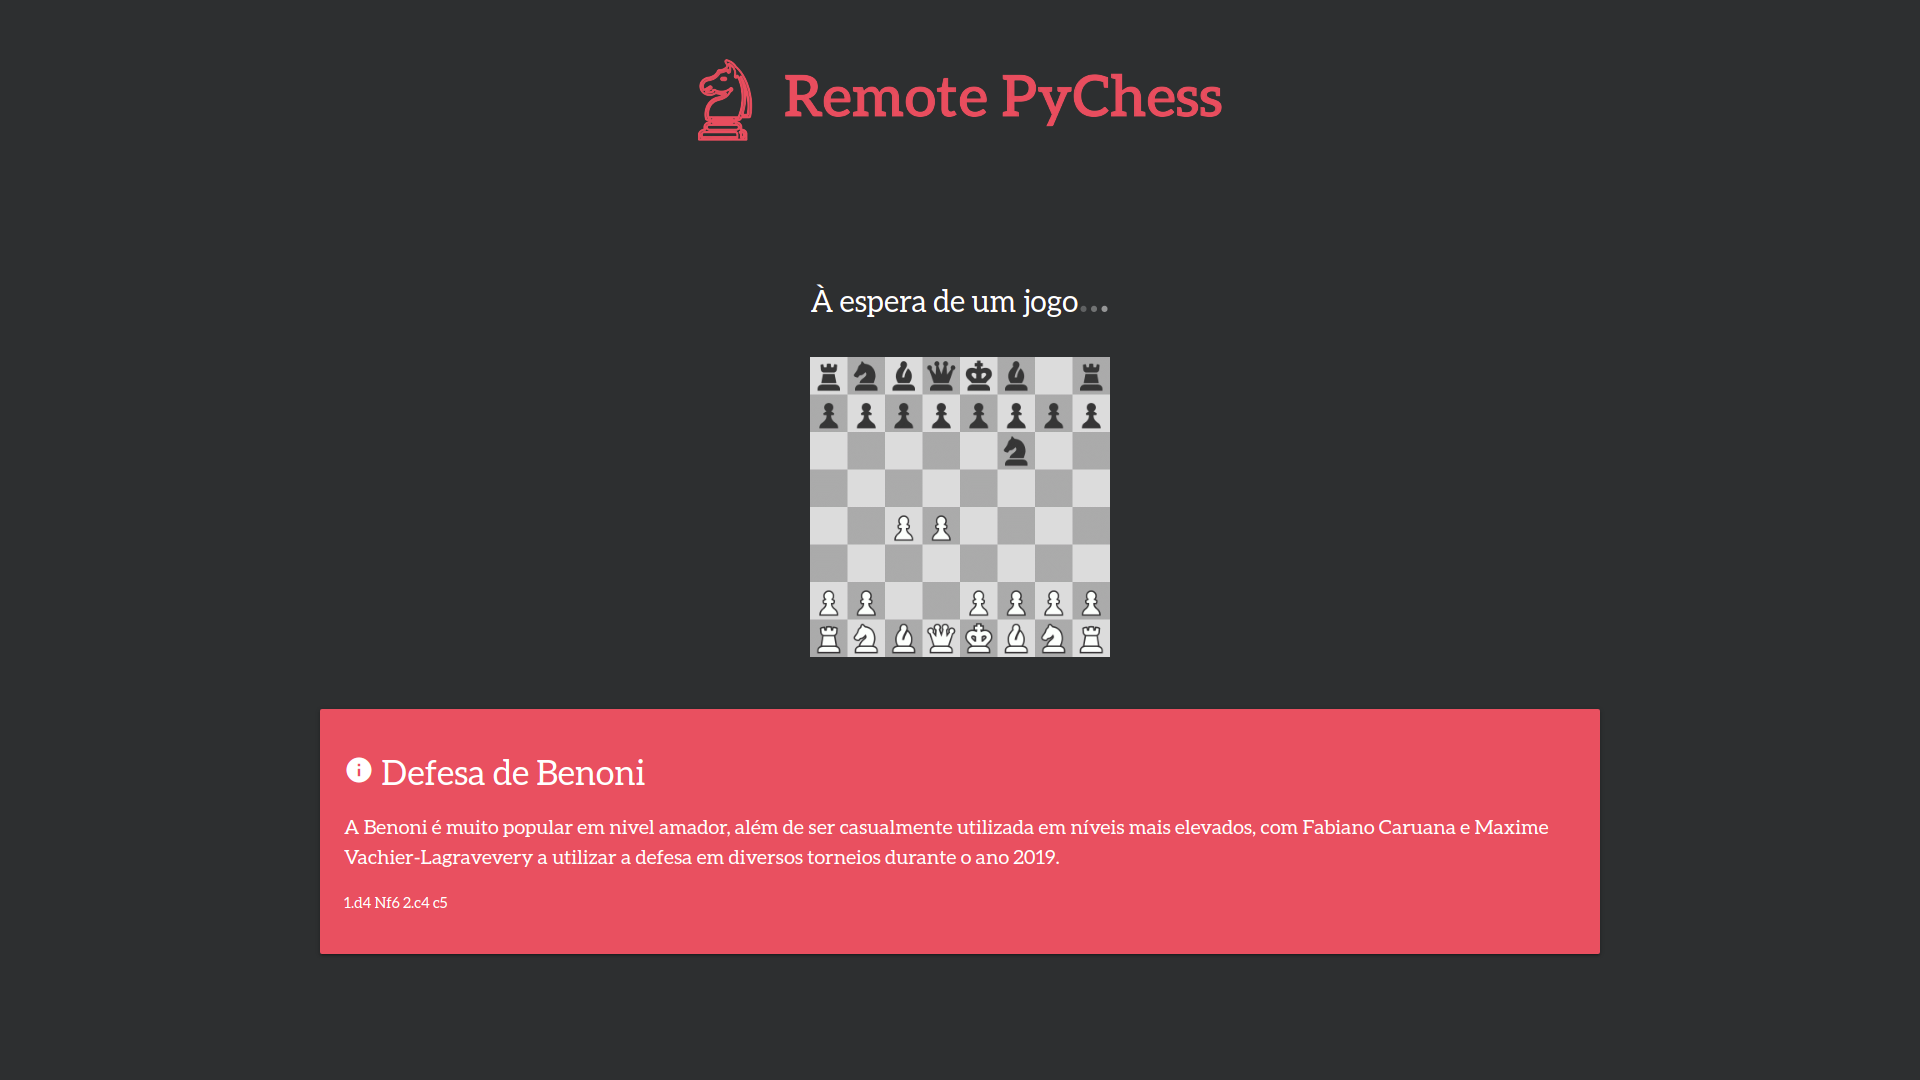 Remote PyChess
À espera de um jogo...
Defesa de Benoni
A Benoni é muito popular em nivel amador, além de ser casualmente utilizada em níveis mais elevados, com Fabiano Caruana e Maxime
Vachier-Lagravevery a utilizar a defesa em diversos torneios durante o ano 2019.
1.d4 Nf6 2.c4 c5